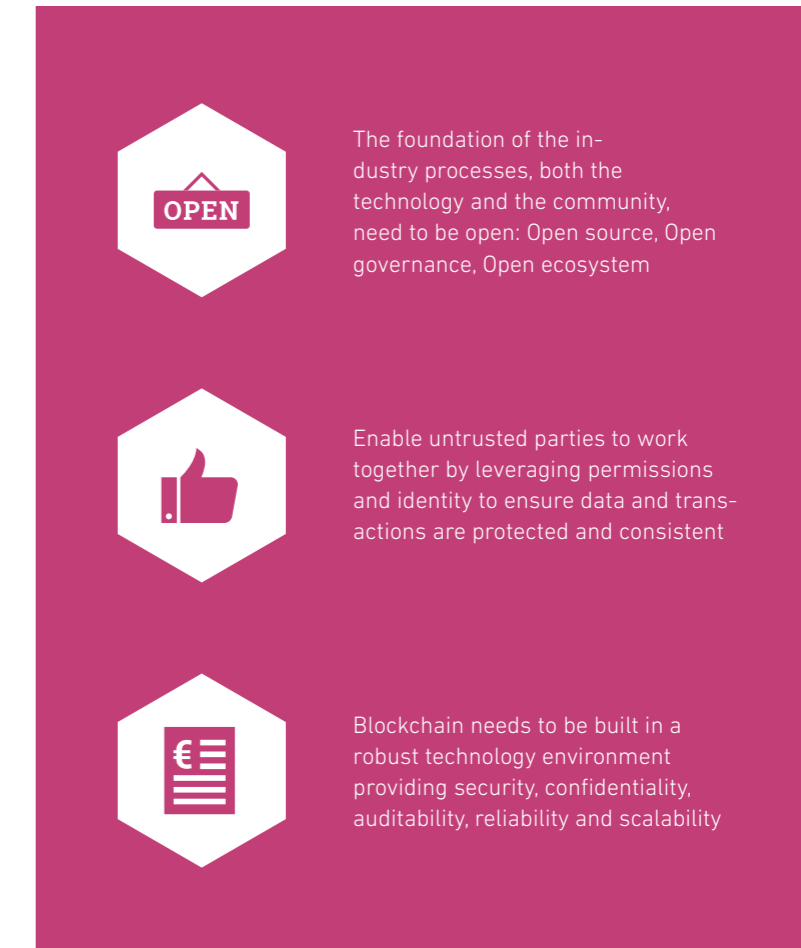 OPEN
The foundation of the in-
dustry processes, both the
technology and the community,
need to be open: Open source, Open
governance, Open ecosystem
Enable untrusted parties to work
together by leveraging permissions
and identity to ensure data and trans-
actions are protected and consistent
€
Blockchain needs to be built in a
robust technology environment
providing security, confidentiality,
auditability, reliability and scalability